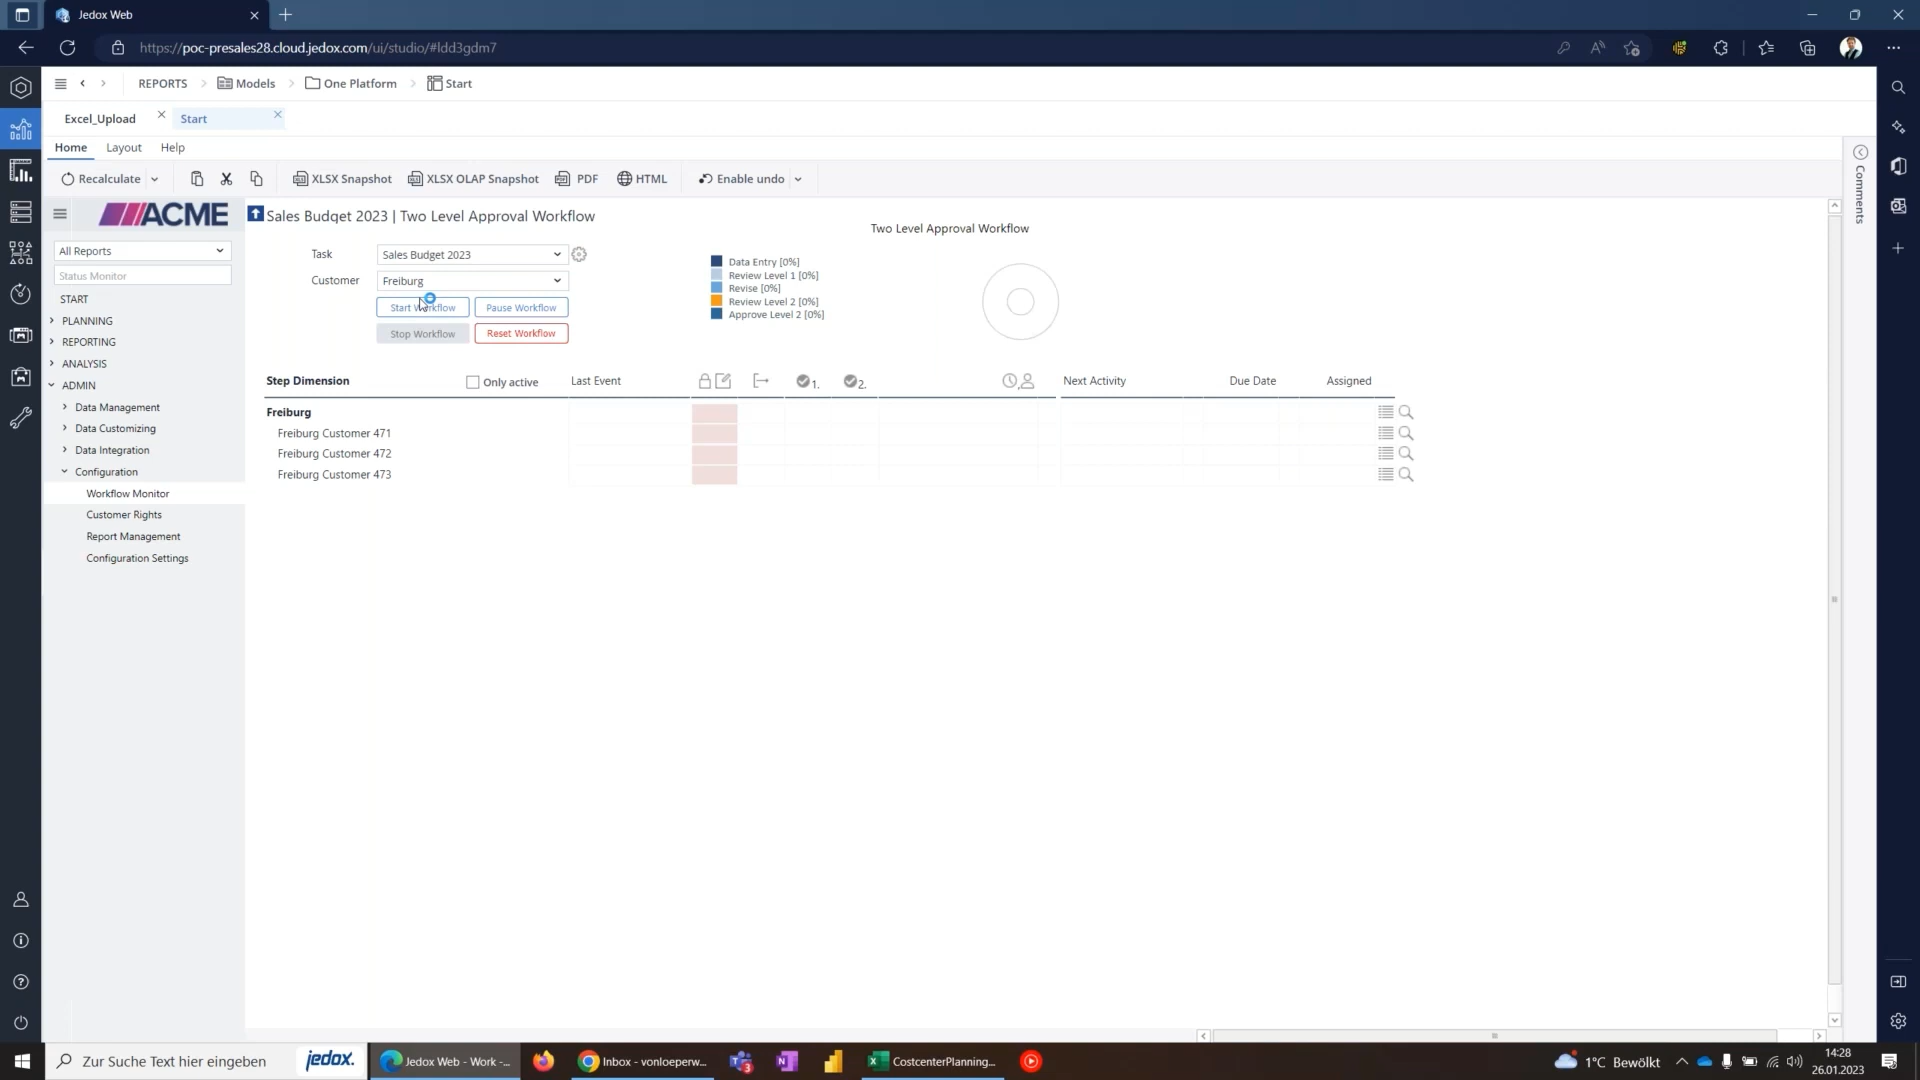 Jedox Web
https://poc-presales28.cloud.jedox.com/ui/studio/#ldd3gdm7
REPORTS
Models
One Platform
Start
Excel_Upload
Start
Home
Layout
Help
Recalculate
XLSX Snapshot
XLSX OLAP Snapshot
PDF
HTML
Enable undo
Comments
ACME
All Reports
Status Monitor
START
PLANNING
REPORTING
ANALYSIS
ADMIN
Data Management
Data Customizing
Data Integration
Configuration
Workflow Monitor
Customer Rights
Report Management
Configuration Settings
Sales Budget 2023 | Two Level Approval Workflow
Task
Sales Budget 2023
Customer
Freiburg
Start Workflow
Pause Workflow
Stop Workflow
Reset Workflow
Two Level Approval Workflow
Data Entry [0%]
Review Level 1 [0%]
Revise [0%]
Review Level 2 [0%]
Approve Level 2 [0%]
Step Dimension
Only active
Last Event
1.
2.
Next Activity
Due Date
Assigned
Freiburg
Freiburg Customer 471
Freiburg Customer 472
Freiburg Customer 473
Zur Suche Text hier eingeben
jedox.
Jedox Web - Work -...
Inbox - vonloeperw...
3
CostcenterPlanning...
1°C Bewölkt
14:28
26.01.2023